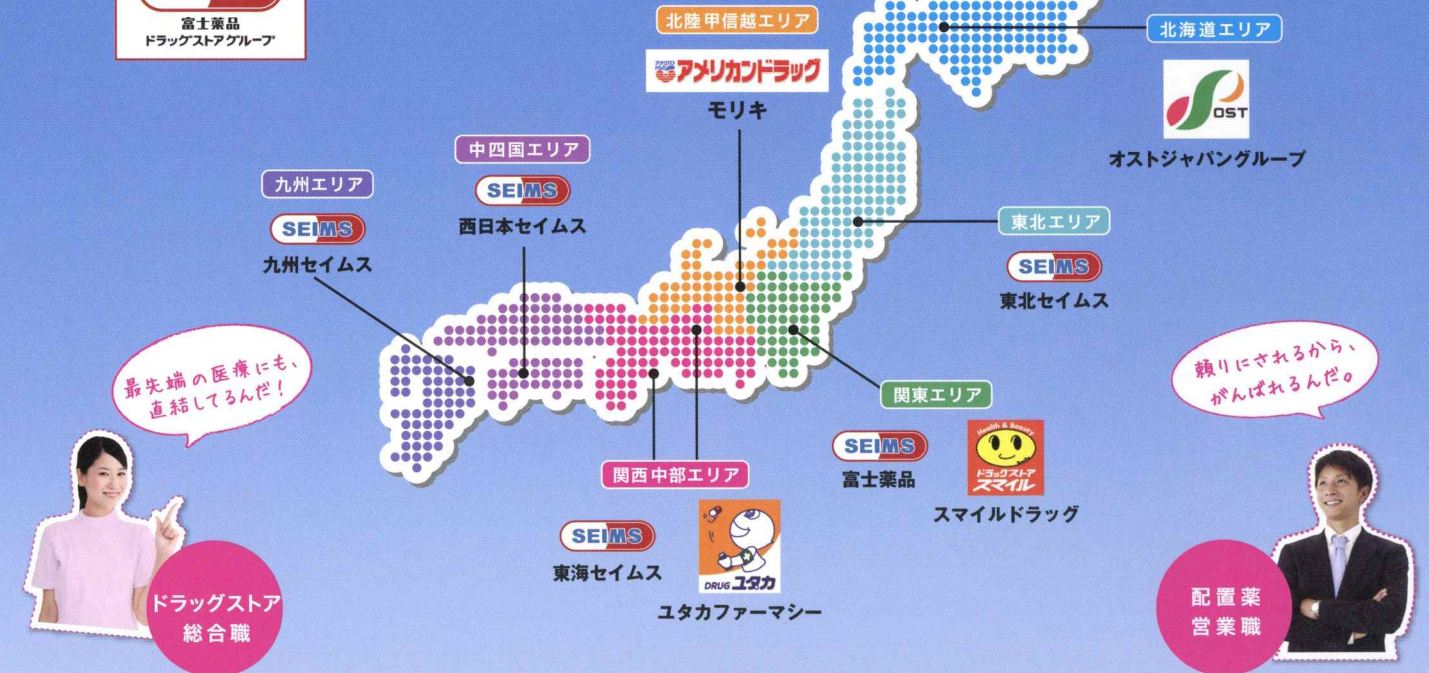 富士薬品
ドラッグストアグループ
北陸甲信越エリア
アメリカンドラッグ
モリキ
北海道エリア
OST
オストジャパングループ
中四国エリア
SEIMS
西日本セイムス
九州エリア
SEIMS
九州セイムス
東北エリア
SEIMS
東北セイムス
最先端の医療にも、
直結してるんだ!
頼りにされるから、
がんばれるんだ。
関東エリア
SEIMS
富士薬品
Health & Beauty
ドラッグストア
スマイル
スマイルドラッグ
関西中部エリア
SEIMS
東海セイムス
DRUG ユタカ
ユタカファーマシー
ドラッグストア
総合職
配置薬
営業職